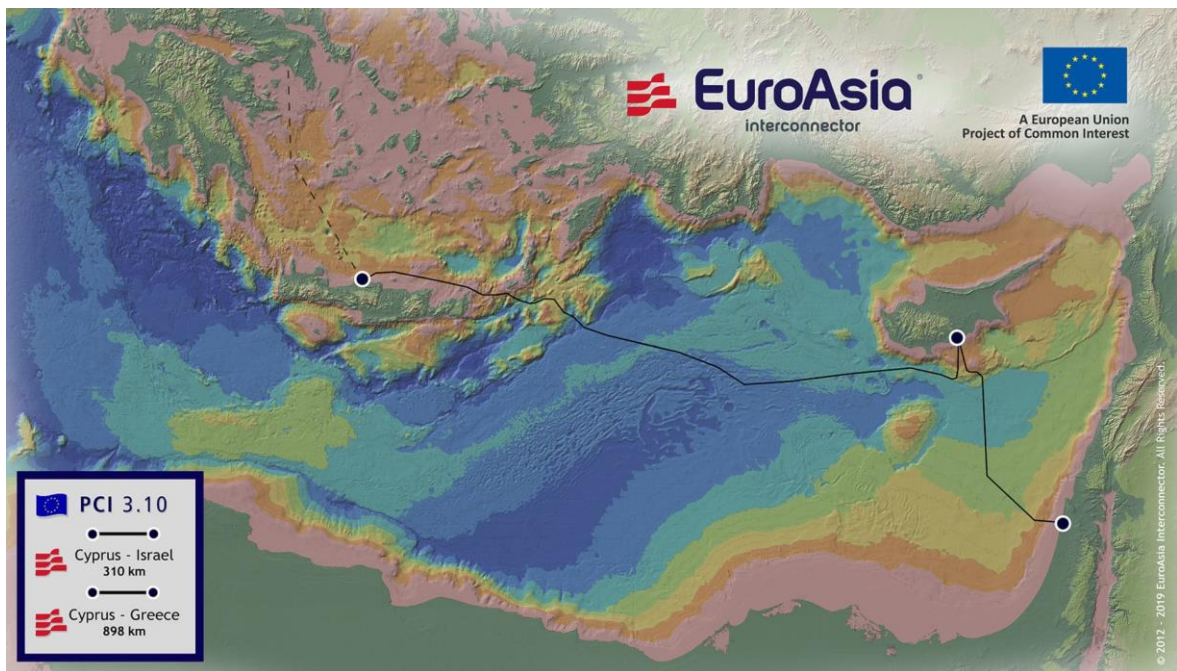 EuroAsia
interconnector
A European Union
Project of Common Interest
PCI 3.10
Cyprus - Israel
310 km
Cyprus - Greece
898 km
© 2012 - 2019 EuroAsia Interconnector. All Rights Reserved.